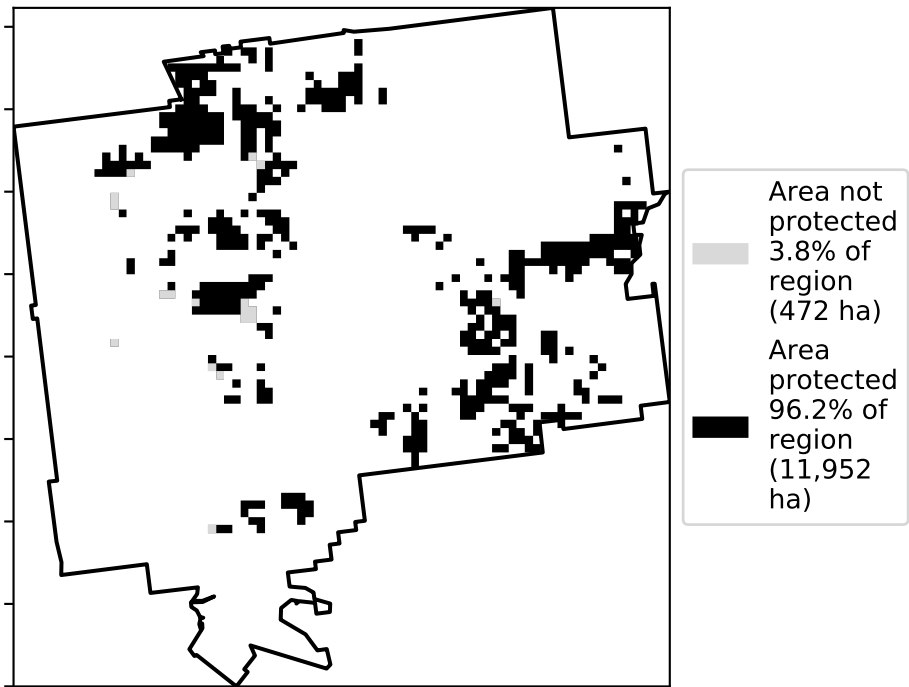 Area not
protected
3.8% of
region
(472 ha)
Area
protected
96.2% of
region
(11,952
ha)